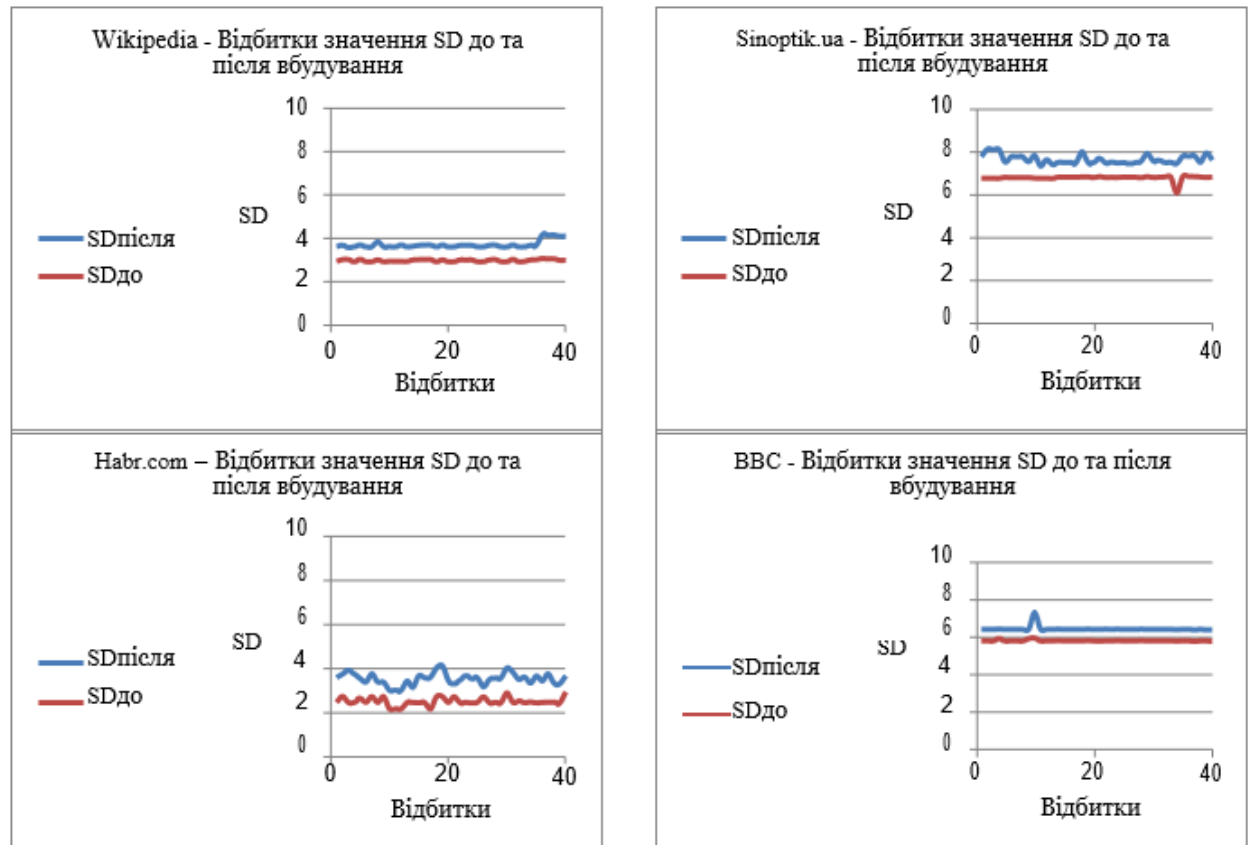 Wikipedia - Відбитки значення SD до та
після вбудування
10
8
6
4
2
0
SD
SDпісля
SDдо
0 20 40
Відбитки
Sinoptik.ua - Відбитки значення SD до та
після вбудування
10
8
6
4
2
0
SD
SDпісля
SDдо
0 20 40
Відбитки
Habr.com – Відбитки значення SD до та
після вбудування
10
8
6
4
2
0
SD
SDпісля
SDдо
0 20 40
Відбитки
BBC - Відбитки значення SD до та після
вбудування
10
8
6
4
2
0
SD
SDпісля
SDдо
0 20 40
Відбитки